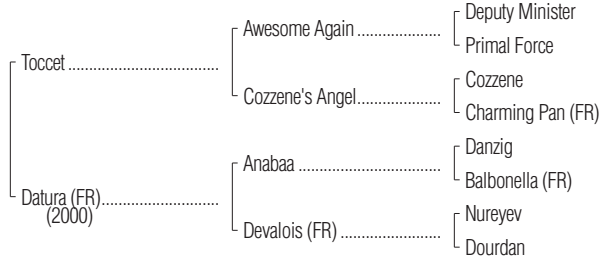 Deputy Minister
Awesome Again ....................
Primal Force
Toccet ....................................
Cozzene
Cozzene's Angel....................
Charming Pan (FR)
Danzig
Anabaa ..................................
Balbonella (FR)
Datura (FR)............................
(2000)
Nureyev
Devalois (FR) ........................
Dourdan